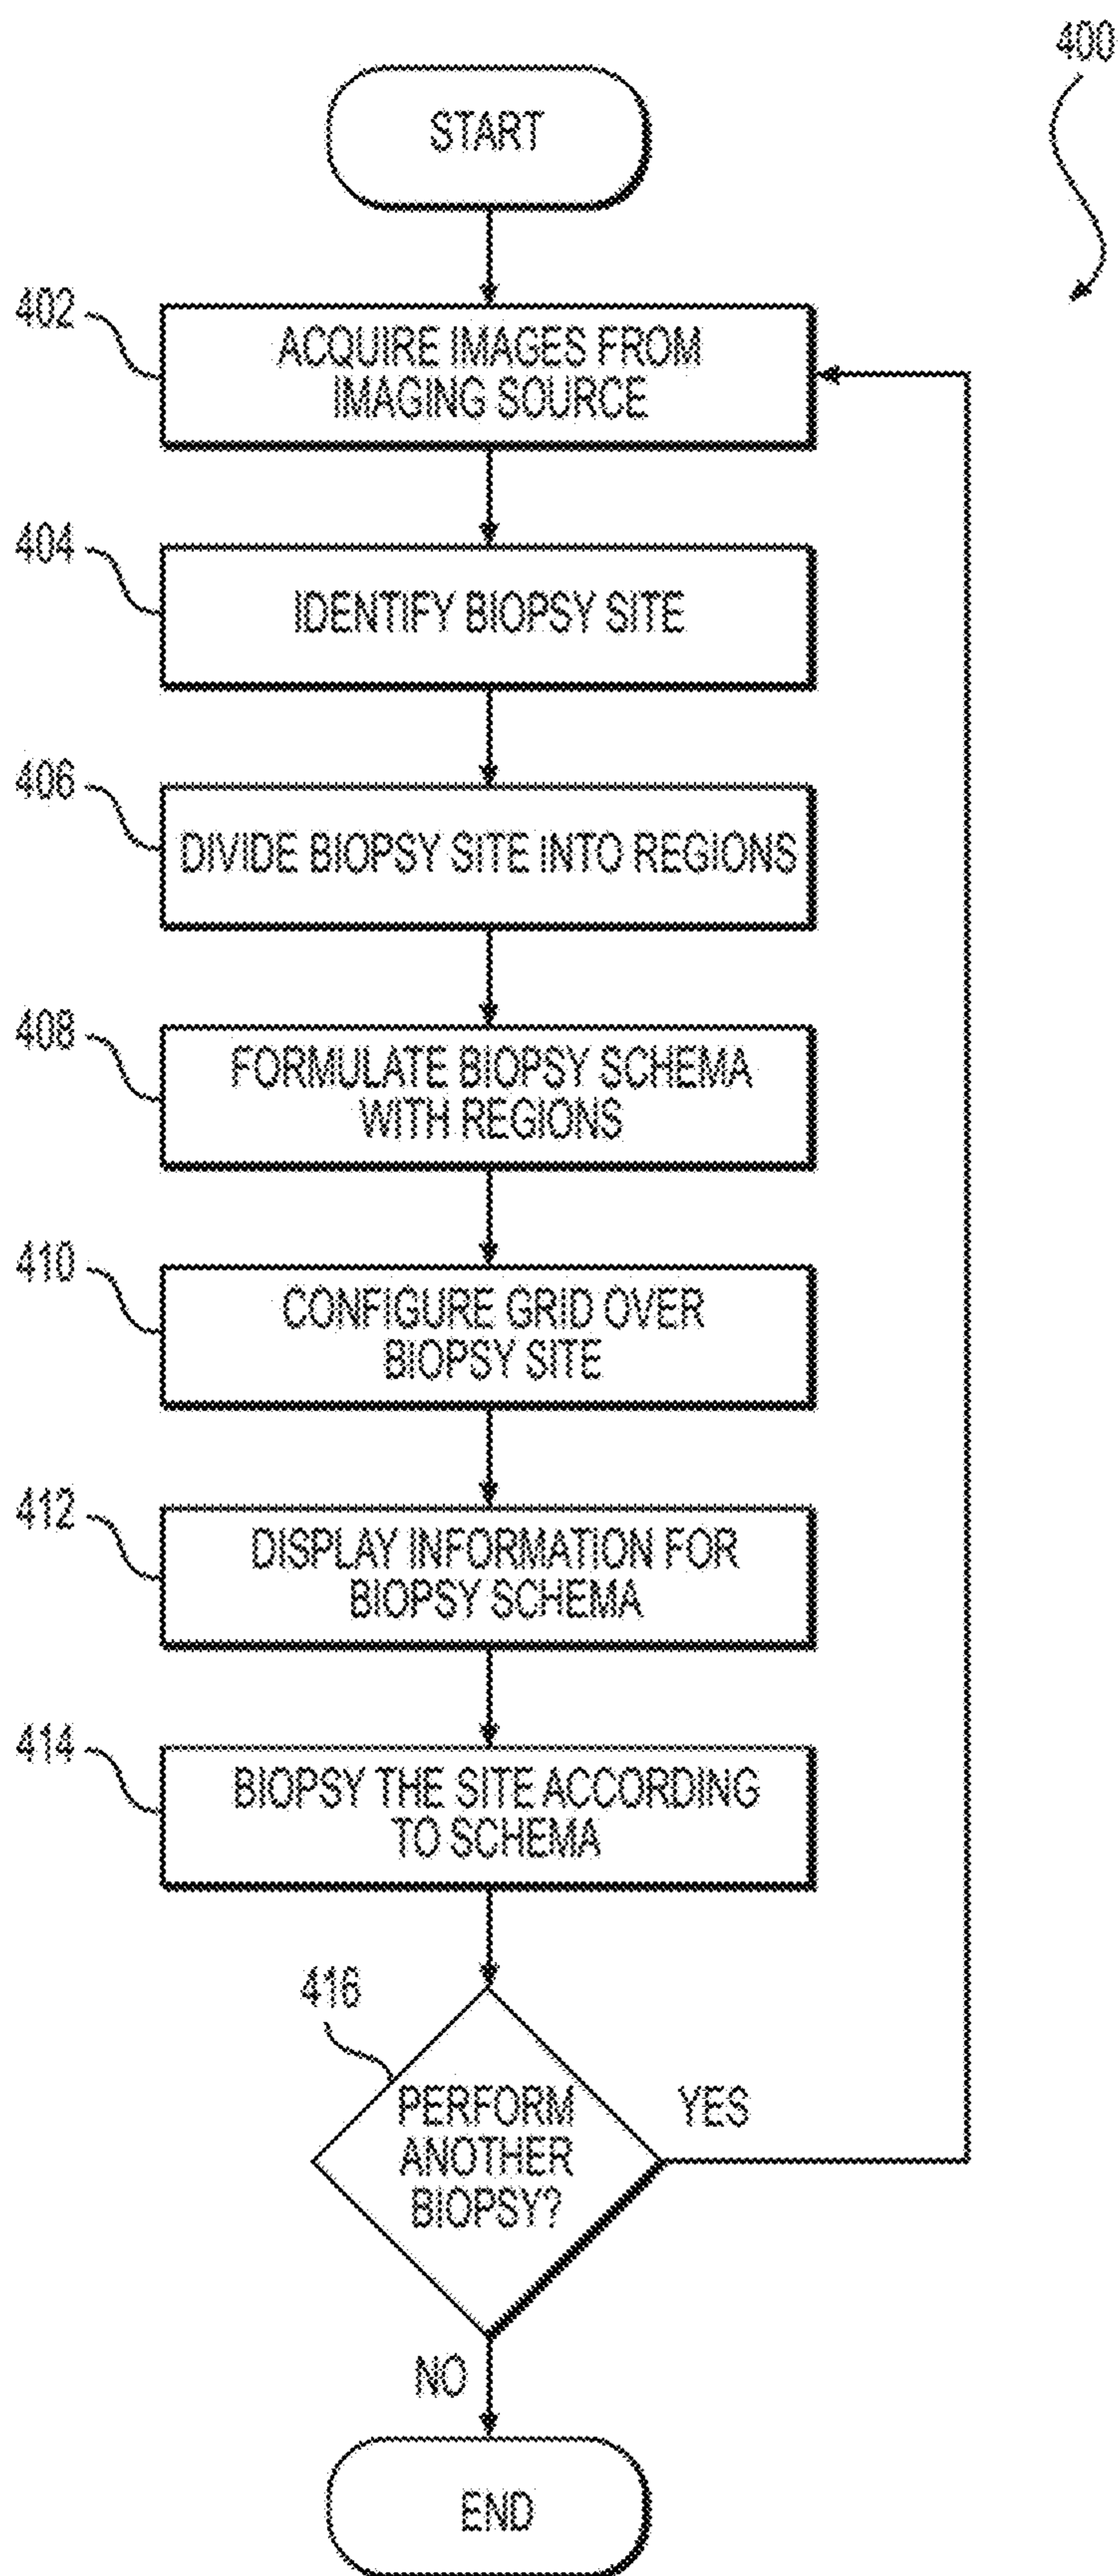 400
START
402
ACQUIRE IMAGES FROM
IMAGING SOURCE
404
IDENTIFY BIOPSY SITE
406
DIVIDE BIOPSY SITE INTO REGIONS
408
FORMULATE BIOPSY SCHEMA
WITH REGIONS
410
CONFIGURE GRID OVER
BIOPSY SITE
412
DISPLAY INFORMATION FOR
BIOPSY SCHEMA
414
BIOPSY THE SITE ACCORDING
TO SCHEMA
416
PERFORM
ANOTHER
BIOPSY?
YES
NO
END